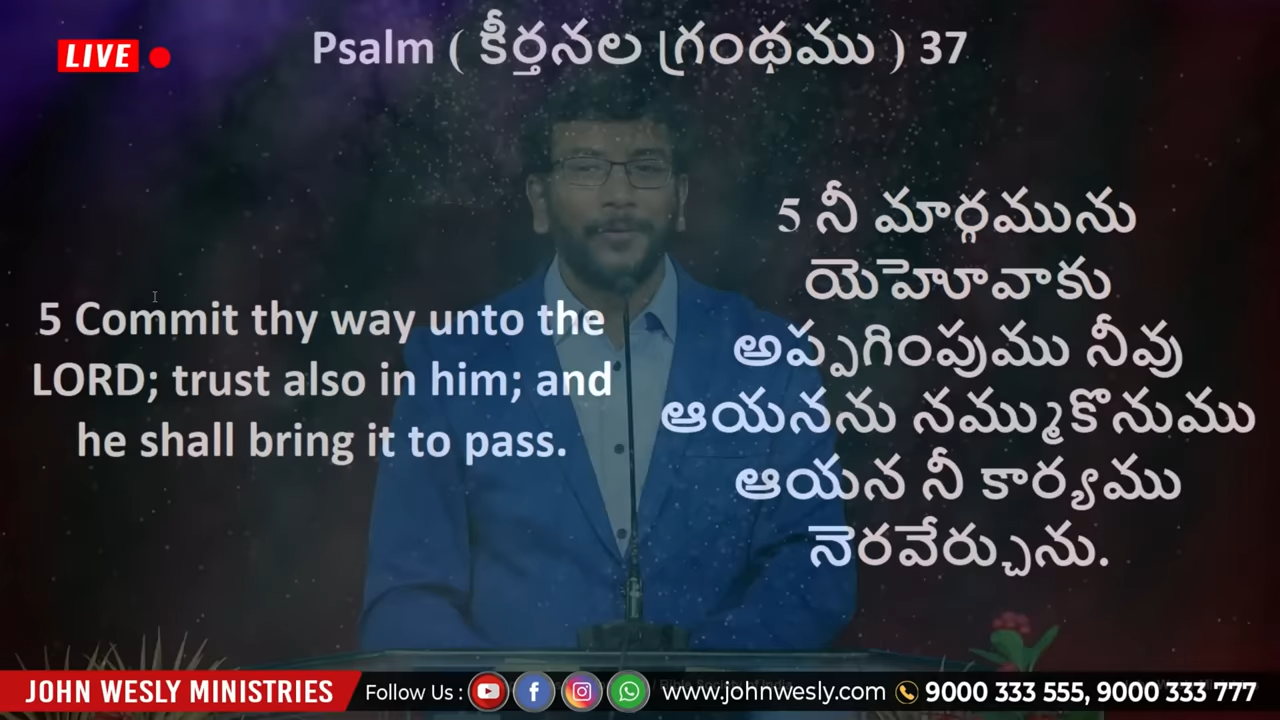 LIVE
Psalm ( కీర్తనల గ్రంథము ) 37
5 Commit thy way unto the
LORD; trust also in him; and
he shall bring it to pass.
5 నీ మార్గమును
యెహోవాకు
అప్పగింపుము నీవు
ఆయనను నమ్ముకొనుము
ఆయన నీ కార్యము
నెరవేర్చును.
JOHN WESLY MINISTRIES
Follow Us :
www.johnwesly.com
9000 333 555, 9000 333 777